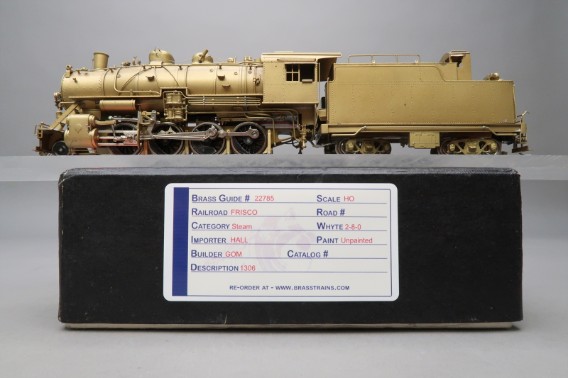 BRASS GUIDE # 22785 SCALE HO
RAILROAD FRISCO ROAD #
CATEGORY Steam WHYTE 2-8-0
IMPORTER HALL PAINT Unpainted
BUILDER GOM CATALOG #
DESCRIPTION 1306
RE-ORDER AT - WWW.BRASSTRAINS.COM